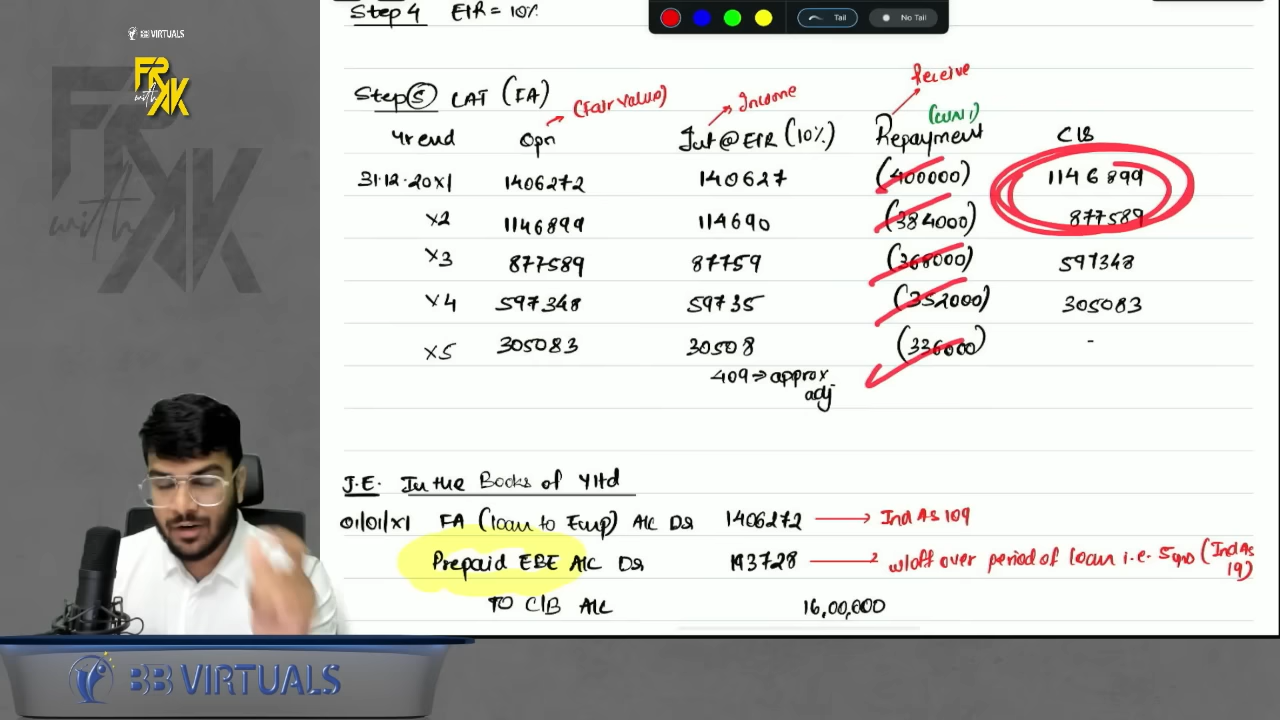 Step 4 EIR = 10%
Tail
No Tail
BB VIRTUALS
FR
with
AK
Receive
Step 5 LAT (FA)
(Fair Value)
Income
(WN 1)
Yr end Opn Int @ EIR (10%) Repayment C/B
31.12.20x1 1406272 140627 (400000) 1146899
x2 1146899 114690 (384000) 877589
x3 877589 87759 (368000) 597348
x4 597348 59735 (352000) 305083
x5 305083 30508 (336000) -
409 => approx
adj
J.E. In the Books of Yltd
01/01/x1 FA (loan to Emp) A/c Dr 1406272 → Ind As 109
Prepaid EBE A/c Dr 193728 → w/off over period of loan i.e. 5 yrs (Ind As
19)
To C/B A/c 16,00,000
BB VIRTUALS